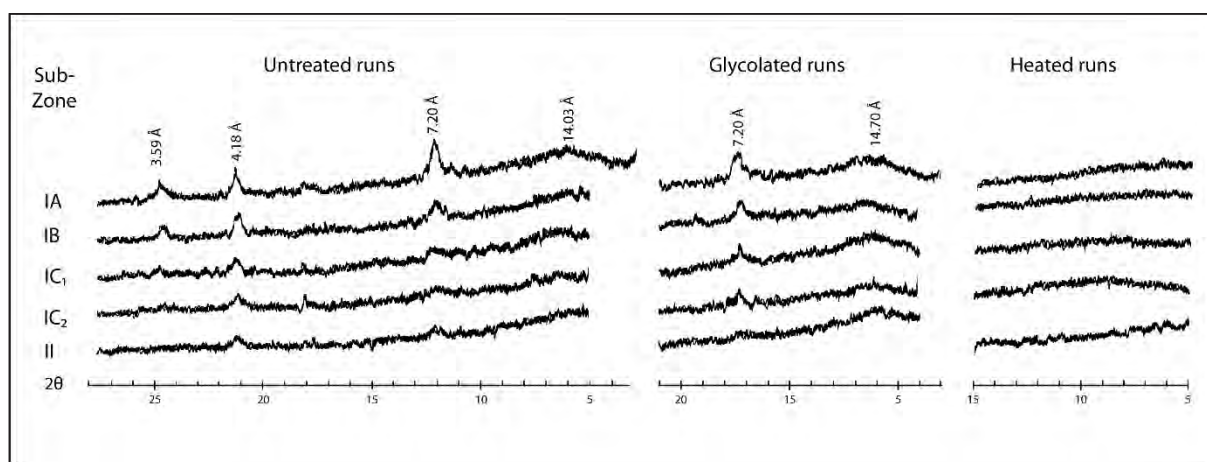 Untreated runs
Glycolated runs
Heated runs
Sub-
Zone
3.59 Å
4.18 Å
7.20 Å
14.03 Å
7.20 Å
14.70 Å
IA
IB
IC₁
IC₂
II
2θ
25 20 15 10 5
20 15 10 5
15 10 5